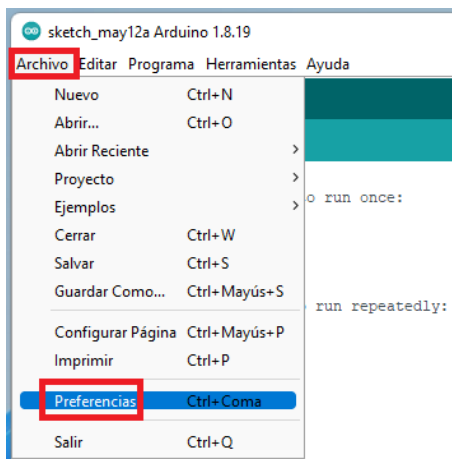 sketch_may12a Arduino 1.8.19
Archivo Editar Programa Herramientas Ayuda
Nuevo Ctrl+N
Abrir... Ctrl+O
Abrir Reciente >
Proyecto >
o run once:
Ejemplos >
Cerrar Ctrl+W
Salvar Ctrl+S
Guardar Como... Ctrl+Mayús+S
run repeatedly:
Configurar Página Ctrl+Mayús+P
Imprimir Ctrl+P
Preferencias Ctrl+Coma
Salir Ctrl+Q